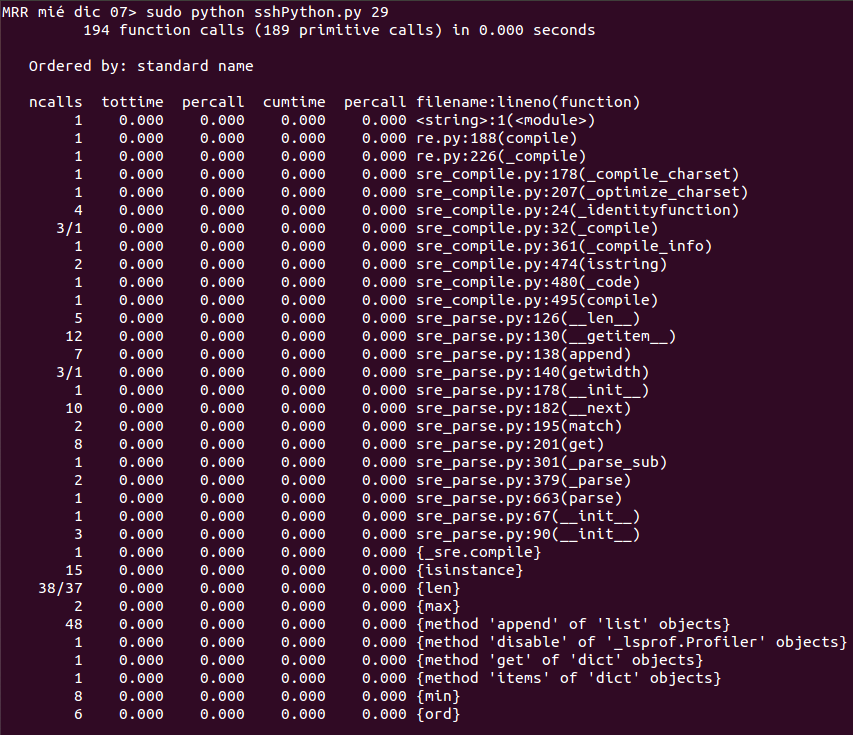 MRR mié dic 07> sudo python sshPython.py 29
         194 function calls (189 primitive calls) in 0.000 seconds

   Ordered by: standard name

   ncalls  tottime  percall  cumtime  percall filename:lineno(function)
        1    0.000    0.000    0.000    0.000 <string>:1(<module>)
        1    0.000    0.000    0.000    0.000 re.py:188(compile)
        1    0.000    0.000    0.000    0.000 re.py:226(_compile)
        1    0.000    0.000    0.000    0.000 sre_compile.py:178(_compile_charset)
        1    0.000    0.000    0.000    0.000 sre_compile.py:207(_optimize_charset)
        4    0.000    0.000    0.000    0.000 sre_compile.py:24(_identityfunction)
      3/1    0.000    0.000    0.000    0.000 sre_compile.py:32(_compile)
        1    0.000    0.000    0.000    0.000 sre_compile.py:361(_compile_info)
        2    0.000    0.000    0.000    0.000 sre_compile.py:474(isstring)
        1    0.000    0.000    0.000    0.000 sre_compile.py:480(_code)
        1    0.000    0.000    0.000    0.000 sre_compile.py:495(compile)
        5    0.000    0.000    0.000    0.000 sre_parse.py:126(__len__)
       12    0.000    0.000    0.000    0.000 sre_parse.py:130(__getitem__)
        7    0.000    0.000    0.000    0.000 sre_parse.py:138(append)
      3/1    0.000    0.000    0.000    0.000 sre_parse.py:140(getwidth)
        1    0.000    0.000    0.000    0.000 sre_parse.py:178(__init__)
       10    0.000    0.000    0.000    0.000 sre_parse.py:182(__next)
        2    0.000    0.000    0.000    0.000 sre_parse.py:195(match)
        8    0.000    0.000    0.000    0.000 sre_parse.py:201(get)
        1    0.000    0.000    0.000    0.000 sre_parse.py:301(_parse_sub)
        2    0.000    0.000    0.000    0.000 sre_parse.py:379(_parse)
        1    0.000    0.000    0.000    0.000 sre_parse.py:663(parse)
        1    0.000    0.000    0.000    0.000 sre_parse.py:67(__init__)
        3    0.000    0.000    0.000    0.000 sre_parse.py:90(__init__)
        1    0.000    0.000    0.000    0.000 {_sre.compile}
       15    0.000    0.000    0.000    0.000 {isinstance}
    38/37    0.000    0.000    0.000    0.000 {len}
        2    0.000    0.000    0.000    0.000 {max}
       48    0.000    0.000    0.000    0.000 {method 'append' of 'list' objects}
        1    0.000    0.000    0.000    0.000 {method 'disable' of '_lsprof.Profiler' objects}
        1    0.000    0.000    0.000    0.000 {method 'get' of 'dict' objects}
        1    0.000    0.000    0.000    0.000 {method 'items' of 'dict' objects}
        8    0.000    0.000    0.000    0.000 {min}
        6    0.000    0.000    0.000    0.000 {ord}